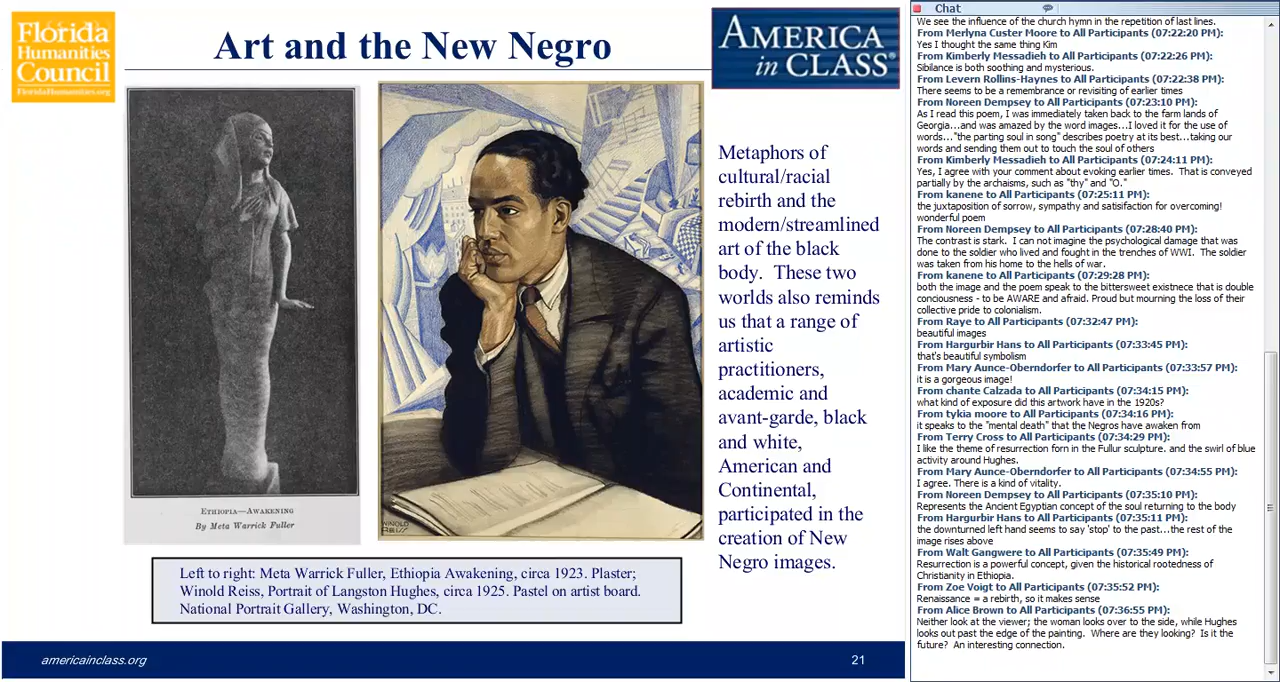 Florida
Humanities
Council
FloridaHumanities.org
Art and the New Negro
AMERICA
in CLASS®
ETHIOPIA—AWAKENING
By Meta Warrick Fuller
WINOLD
REISS
Metaphors of
cultural/racial
rebirth and the
modern/streamlined
art of the black
body. These two
worlds also reminds
us that a range of
artistic
practitioners,
academic and
avant-garde, black
and white,
American and
Continental,
participated in the
creation of New
Negro images.
Left to right: Meta Warrick Fuller, Ethiopia Awakening, circa 1923. Plaster;
Winold Reiss, Portrait of Langston Hughes, circa 1925. Pastel on artist board.
National Portrait Gallery, Washington, DC.
americainclass.org
21
Chat
We see the influence of the church hymn in the repetition of last lines.
From Merlyna Custer Moore to All Participants (07:22:20 PM):
Yes I thought the same thing Kim
From Kimberly Messadieh to All Participants (07:22:26 PM):
Sibilance is both soothing and mysterious.
From Levern Rollins-Haynes to All Participants (07:22:38 PM):
There seems to be a remembrance or revisiting of earlier times
From Noreen Dempsey to All Participants (07:23:10 PM):
As I read this poem, I was immediately taken back to the farm lands of
Georgia...and was amazed by the word images...I loved it for the use of
words..."the parting soul in song" describes poetry at its best...taking our
words and sending them out to touch the soul of others
From Kimberly Messadieh to All Participants (07:24:11 PM):
Yes, I agree with your comment about evoking earlier times. That is conveyed
partially by the archaisms, such as "thy" and "O."
From kanene to All Participants (07:25:11 PM):
the juxtaposition of sorrow, sympathy and satisifaction for overcoming!
wonderful poem
From Noreen Dempsey to All Participants (07:28:40 PM):
The contrast is stark. I can not imagine the psychological damage that was
done to the soldier who lived and fought in the trenches of WWI. The soldier
was taken from his home to the hells of war.
From kanene to All Participants (07:29:28 PM):
both the image and the poem speak to the bittersweet existnece that is double
conciousness - to be AWARE and afraid. Proud but mourning the loss of their
collective pride to colonialism.
From Raye to All Participants (07:32:47 PM):
beautiful images
From Hargurbir Hans to All Participants (07:33:45 PM):
that's beautiful symbolism
From Mary Aunce-Oberndorfer to All Participants (07:33:57 PM):
it is a gorgeous image!
From chante Calzada to All Participants (07:34:15 PM):
what kind of exposure did this artwork have in the 1920s?
From tykia moore to All Participants (07:34:16 PM):
it speaks to the "mental death" that the Negros have awaken from
From Terry Cross to All Participants (07:34:29 PM):
I like the theme of resurrection forn in the Fullur sculpture. and the swirl of blue
activity around Hughes.
From Mary Aunce-Oberndorfer to All Participants (07:34:55 PM):
I agree. There is a kind of vitality.
From Noreen Dempsey to All Participants (07:35:10 PM):
Represents the Ancient Egyptian concept of the soul returning to the body
From Hargurbir Hans to All Participants (07:35:11 PM):
the downturned left hand seems to say 'stop' to the past...the rest of the
image rises above
From Walt Gangwere to All Participants (07:35:49 PM):
Resurrection is a powerful concept, given the historical rootedness of
Christianity in Ethiopia.
From Zoe Voigt to All Participants (07:35:52 PM):
Renaissance = a rebirth, so it makes sense
From Alice Brown to All Participants (07:36:55 PM):
Neither look at the viewer; the woman looks over to the side, while Hughes
looks out past the edge of the painting. Where are they looking? Is it the
future? An interesting connection.